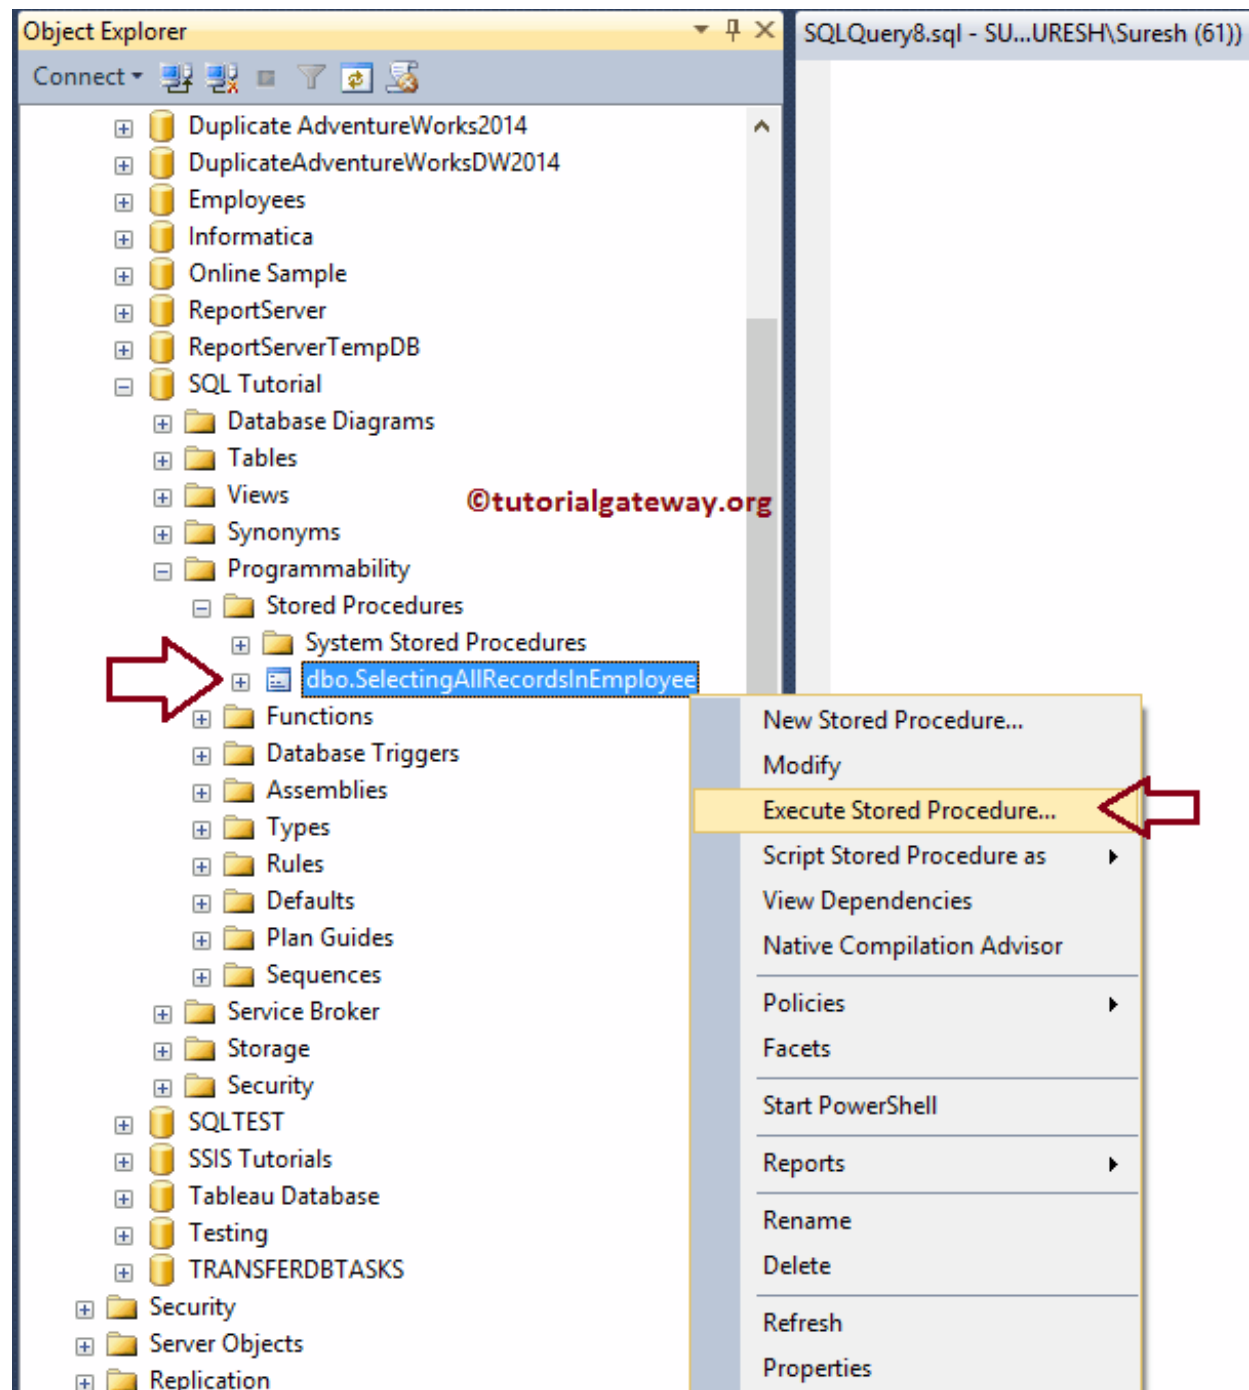 Object Explorer
SQLQuery8.sql - SU...URESH\Suresh (61))
Connect
Duplicate AdventureWorks2014
DuplicateAdventureWorksDW2014
Employees
Informatica
Online Sample
ReportServer
ReportServerTempDB
SQL Tutorial
Database Diagrams
Tables
Views
©tutorialgateway.org
Synonyms
Programmability
Stored Procedures
System Stored Procedures
dbo.SelectingAllRecordsInEmployee
Functions
Database Triggers
Assemblies
Types
Rules
Defaults
Plan Guides
Sequences
Service Broker
Storage
Security
SQLTEST
SSIS Tutorials
Tableau Database
Testing
TRANSFERDBTASKS
Security
Server Objects
Replication
New Stored Procedure...
Modify
Execute Stored Procedure...
Script Stored Procedure as
View Dependencies
Native Compilation Advisor
Policies
Facets
Start PowerShell
Reports
Rename
Delete
Refresh
Properties